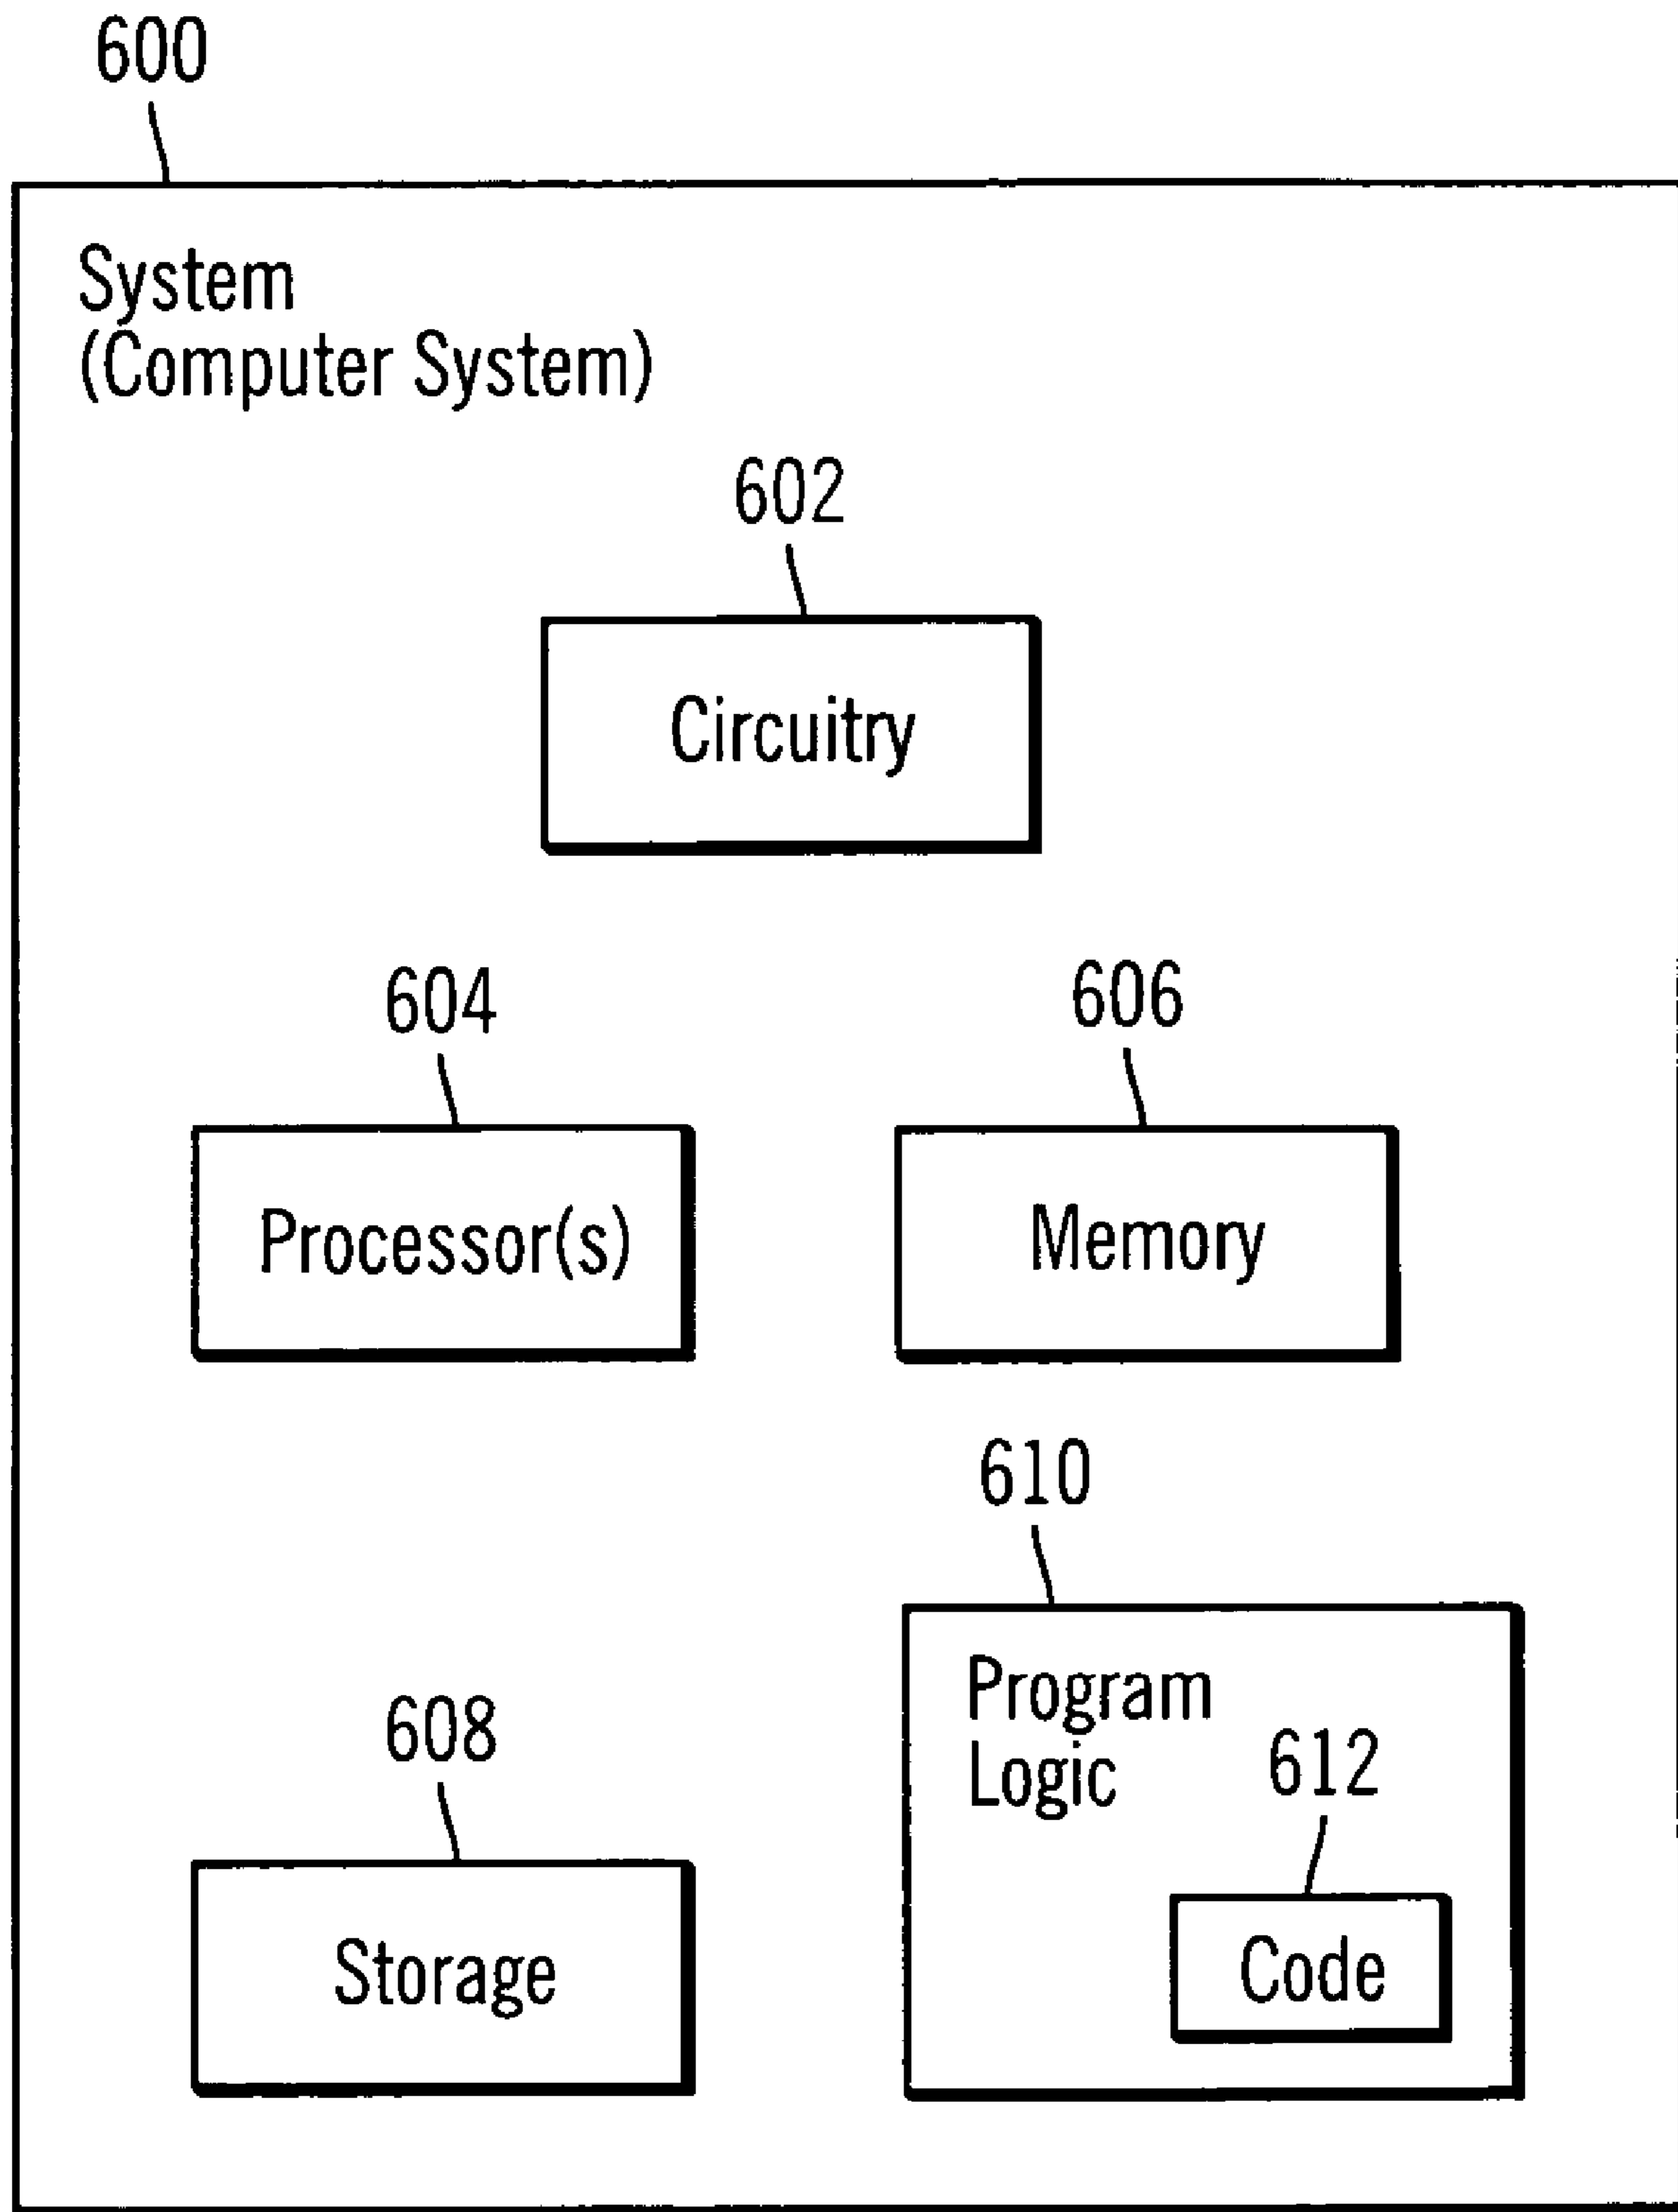 600
System
(Computer System)
602
Circuitry
604
606
Processor(s)
Memory
610
Program
Logic
608
612
Storage
Code